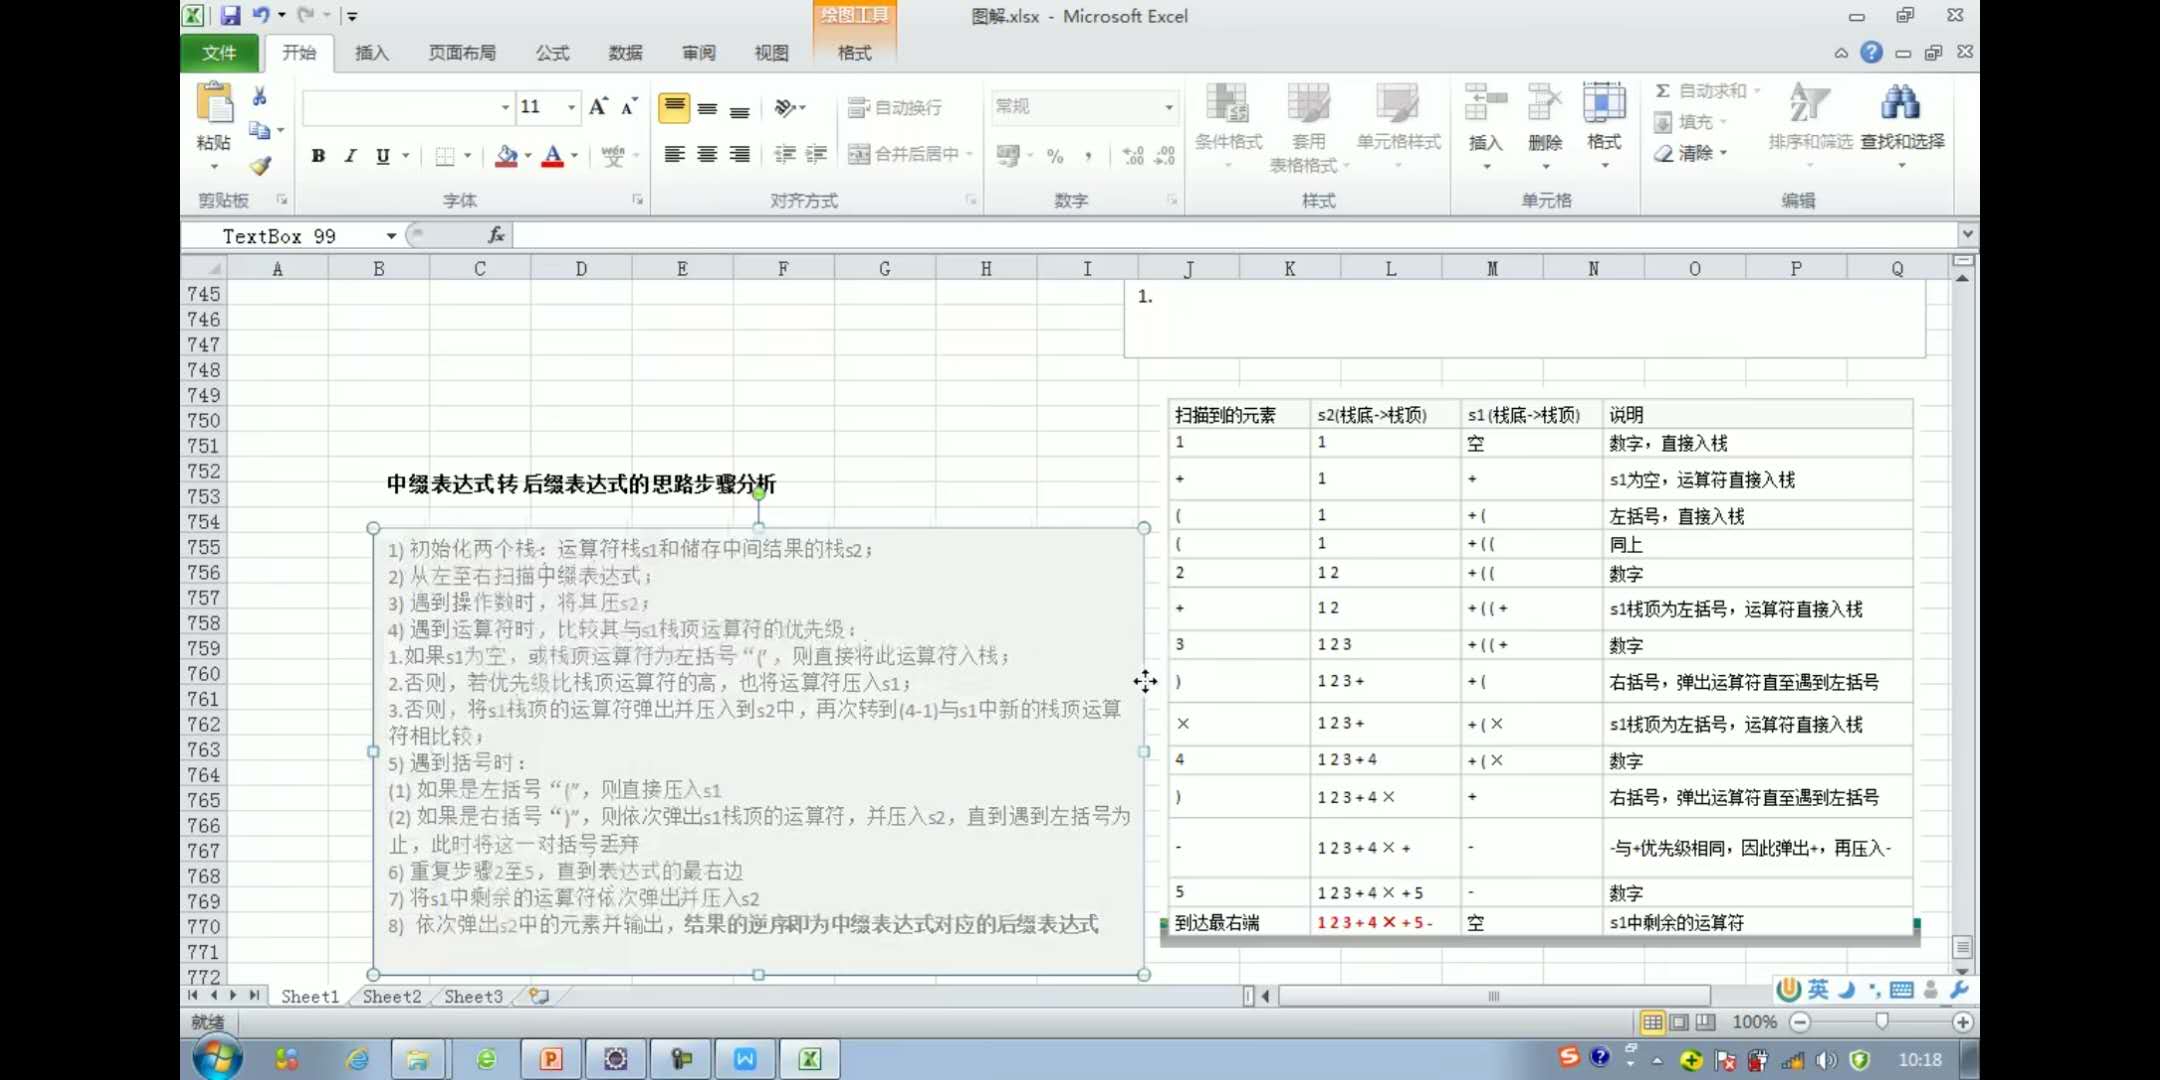 图解.xlsx - Microsoft Excel
绘图工具
文件 开始 插入 页面布局 公式 数据 审阅 视图 格式
粘贴
11
自动换行
常规
条件格式 套用 表格格式 单元格样式
插入 删除 格式
Σ 自动求和
填充
清除
排序和筛选 查找和选择
B I U A wén 变
合并后居中
% ,
剪贴板 字体 对齐方式 数字 样式 单元格 编辑
TextBox 99 fx
A B C D E F G H I J K L M N O P Q
745
746
747
748
749
750
751
752
753
754
755
756
757
758
759
760
761
762
763
764
765
766
767
768
769
770
771
772
1.
中缀表达式转后缀表达式的思路步骤分析
1) 初始化两个栈：运算符栈s1和储存中间结果的栈s2；
2) 从左至右扫描中缀表达式；
3) 遇到操作数时，将其压s2；
4) 遇到运算符时，比较其与s1栈顶运算符的优先级：
1.如果s1为空，或栈顶运算符为左括号“(”，则直接将此运算符入栈；
2.否则，若优先级比栈顶运算符的高，也将运算符压入s1；
3.否则，将s1栈顶的运算符弹出并压入到s2中，再次转到(4-1)与s1中新的栈顶运算
符相比较；
5) 遇到括号时：
(1) 如果是左括号“(”，则直接压入s1
(2) 如果是右括号“)”，则依次弹出s1栈顶的运算符，并压入s2，直到遇到左括号为
止，此时将这一对括号丢弃
6) 重复步骤2至5，直到表达式的最右边
7) 将s1中剩余的运算符依次弹出并压入s2
8) 依次弹出s2中的元素并输出，结果的逆序即为中缀表达式对应的后缀表达式
扫描到的元素 s2(栈底->栈顶) s1 (栈底->栈顶) 说明
1 1 空 数字，直接入栈
+ 1 + s1为空，运算符直接入栈
( 1 + ( 左括号，直接入栈
( 1 + ( ( 同上
2 1 2 + ( ( 数字
+ 1 2 + ( ( + s1栈顶为左括号，运算符直接入栈
3 1 2 3 + ( ( + 数字
) 1 2 3 + + ( 右括号，弹出运算符直至遇到左括号
× 1 2 3 + + ( × s1栈顶为左括号，运算符直接入栈
4 1 2 3 + 4 + ( × 数字
) 1 2 3 + 4 × + 右括号，弹出运算符直至遇到左括号
- 1 2 3 + 4 × + - -与+优先级相同，因此弹出+，再压入-
5 1 2 3 + 4 × + 5 - 数字
到达最右端 1 2 3 + 4 × + 5 - 空 s1中剩余的运算符
Sheet1 Sheet2 Sheet3
英
就绪 100%
10:18